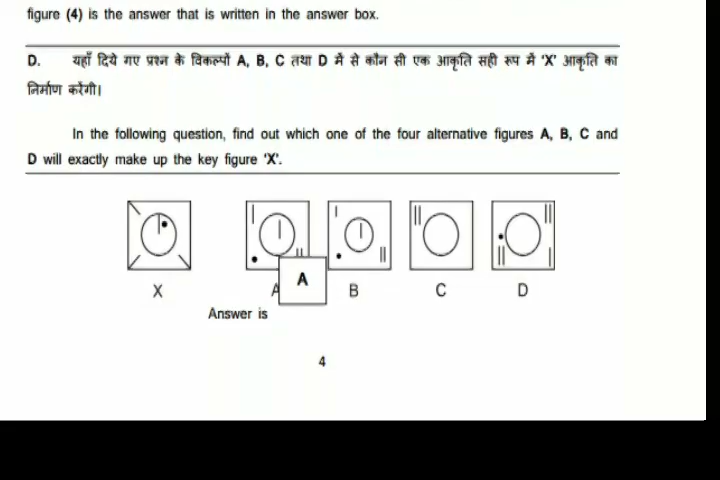 figure (4) is the answer that is written in the answer box.
D. यहाँ दिये गए प्रश्न के विकल्पों A, B, C तथा D में से कौन सी एक आकृति सही रूप में 'X' आकृति का
निर्माण करेंगी।
In the following question, find out which one of the four alternative figures A, B, C and
D will exactly make up the key figure 'X'.
A
X A B C D
Answer is
4